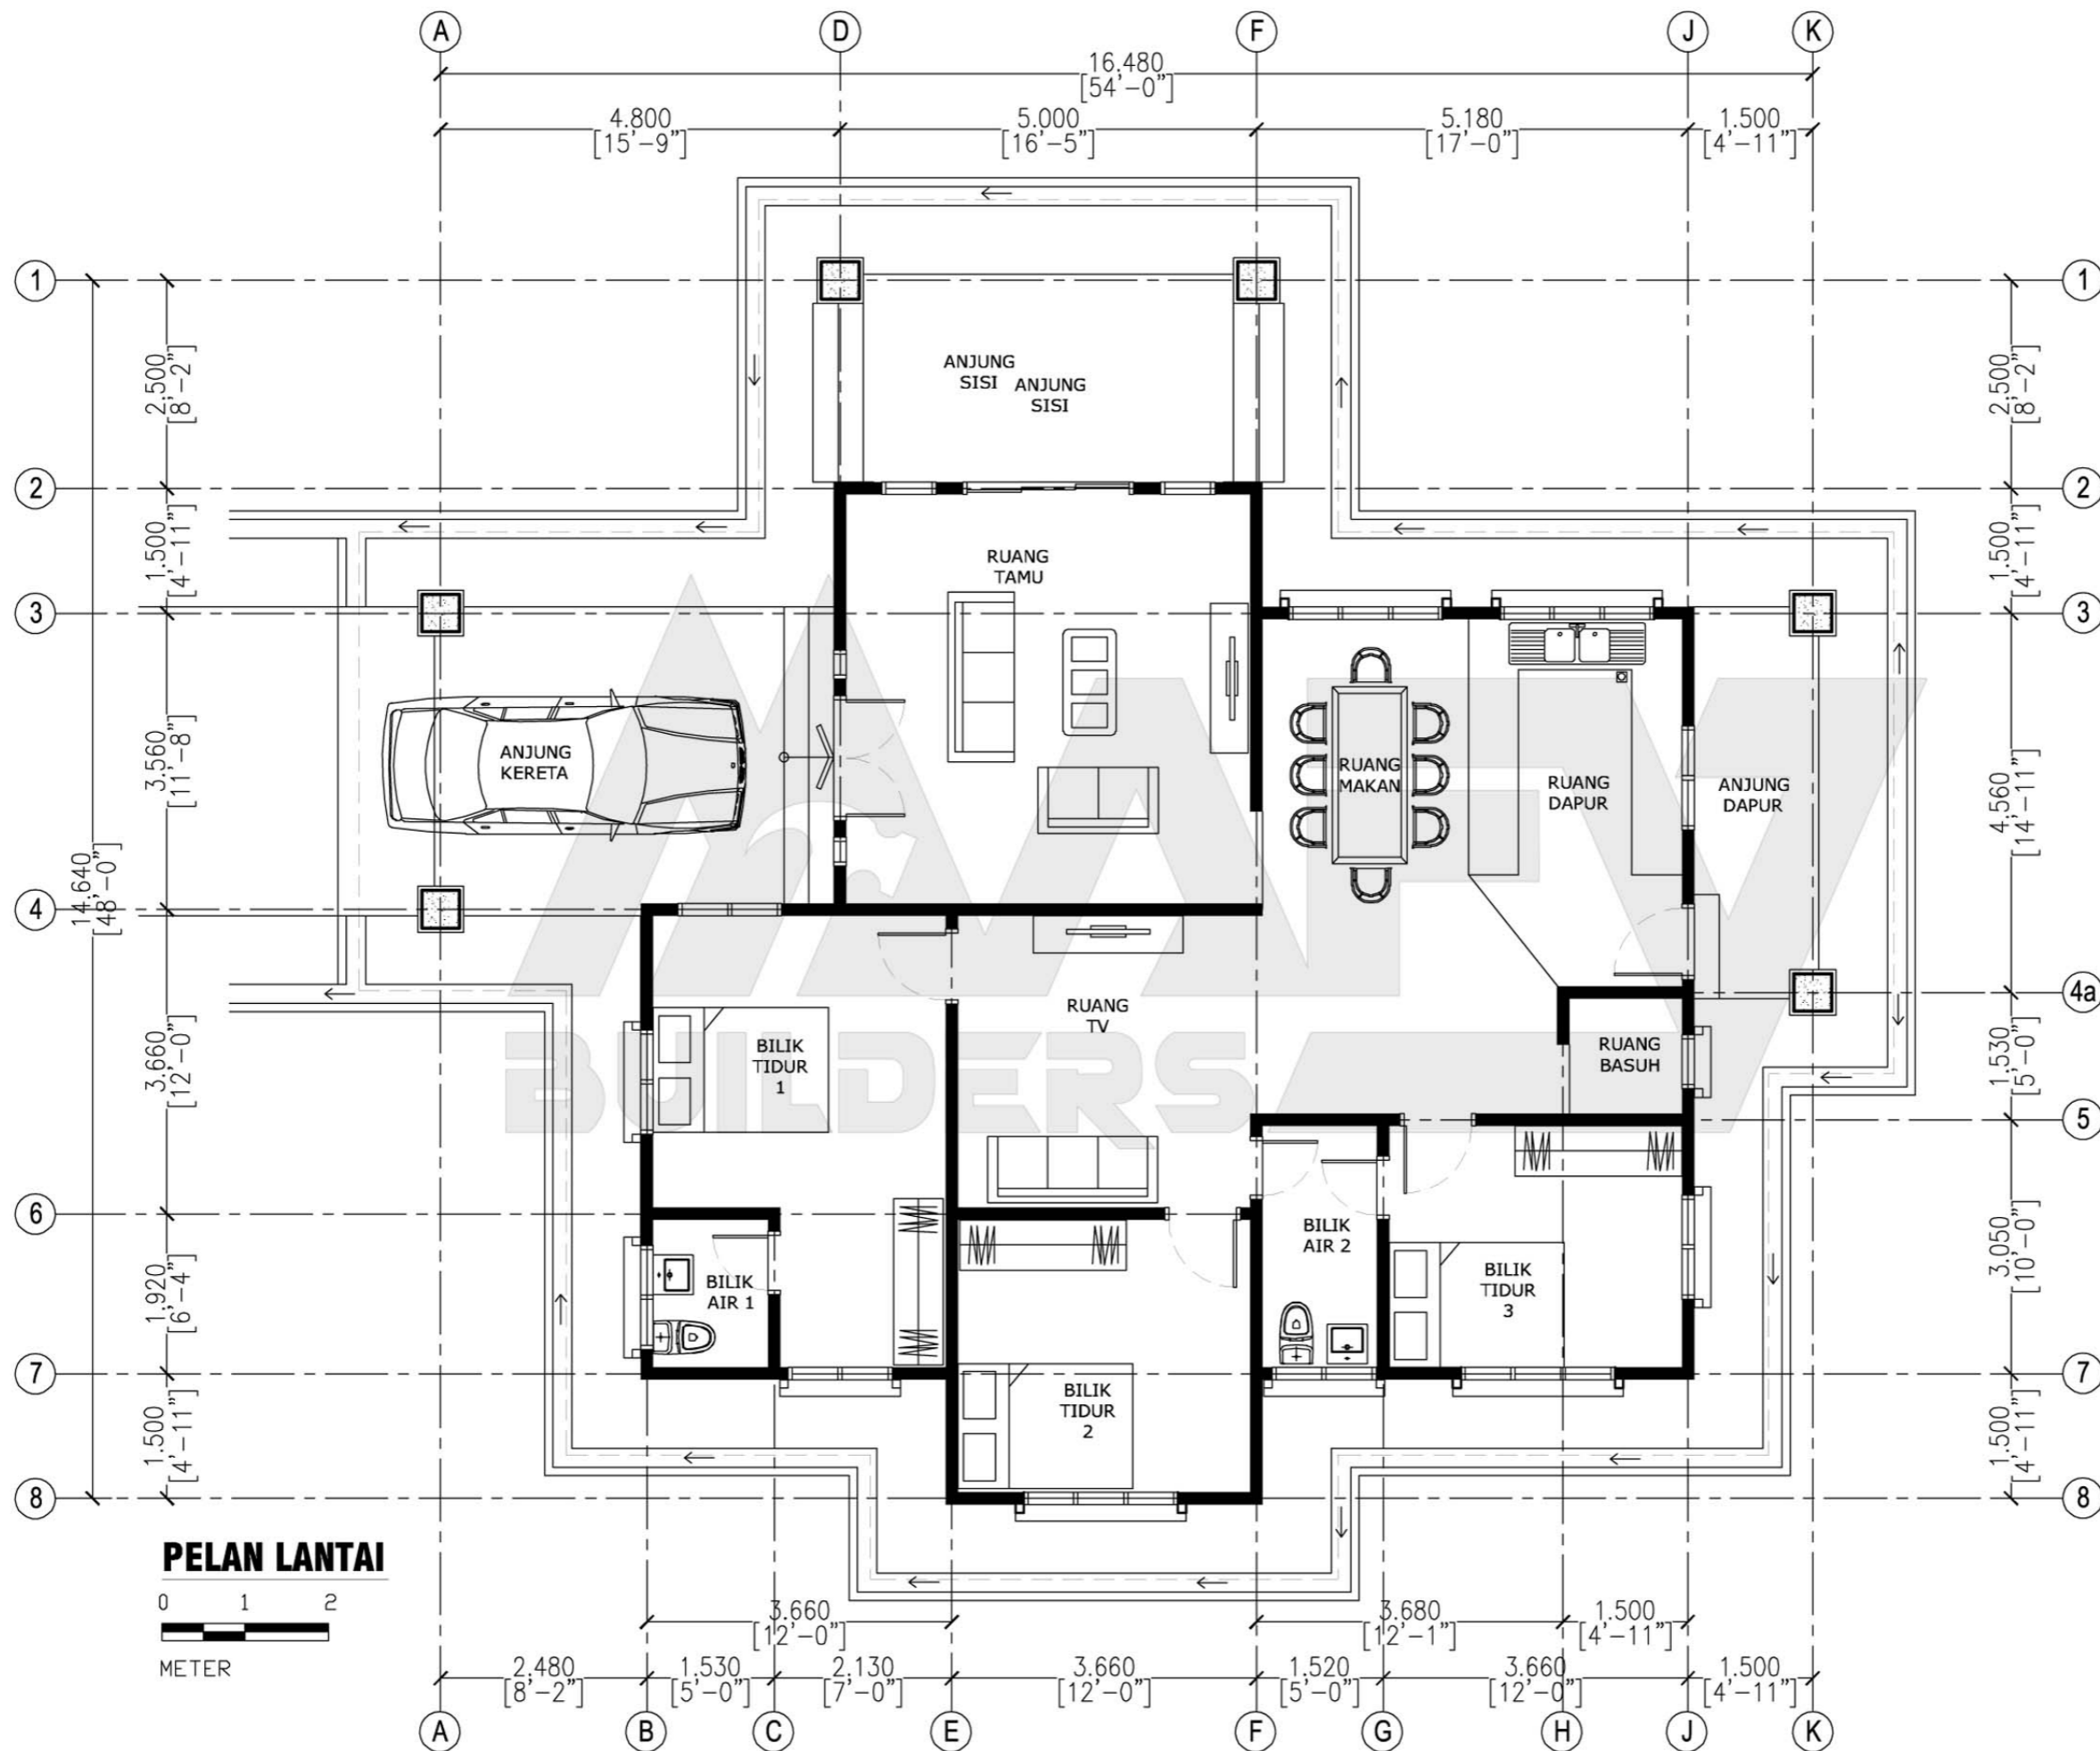 A D F J K
16.480
[54'-0"]
4.800 5.000 5.180 1.500
[15'-9"] [16'-5"] [17'-0"] [4'-11"]
1 1
2.500 2.500
[8'-2"] [8'-2"]
ANJUNG
SISI
ANJUNG
SISI
2 2
1.500 1.500
[4'-11"] [4'-11"]
RUANG
TAMU
3 3
3.560
[11'-8"]
ANJUNG
KERETA
RUANG
MAKAN
RUANG
DAPUR
ANJUNG
DAPUR
4.560
[14'-11"]
14.640
[48'-0"]
4 4a
3.660
[12'-0"]
RUANG
TV
BILIK
TIDUR
1
RUANG
BASUH
1.530
[5'-0"]
BUILDERS
5
6
BILIK
AIR 2
3.050
[10'-0"]
1.920
[6'-4"]
BILIK
AIR 1
BILIK
TIDUR
3
7 7
BILIK
TIDUR
2
1.500 1.500
[4'-11"] [4'-11"]
8 8
PELAN LANTAI
0 1 2
METER
3.660 3.680 1.500
[12'-0"] [12'-1"] [4'-11"]
2.480 1.530 2.130 3.660 1.520 3.660 1.500
[8'-2"] [5'-0"] [7'-0"] [12'-0"] [5'-0"] [12'-0"] [4'-11"]
A B C E F G H J K